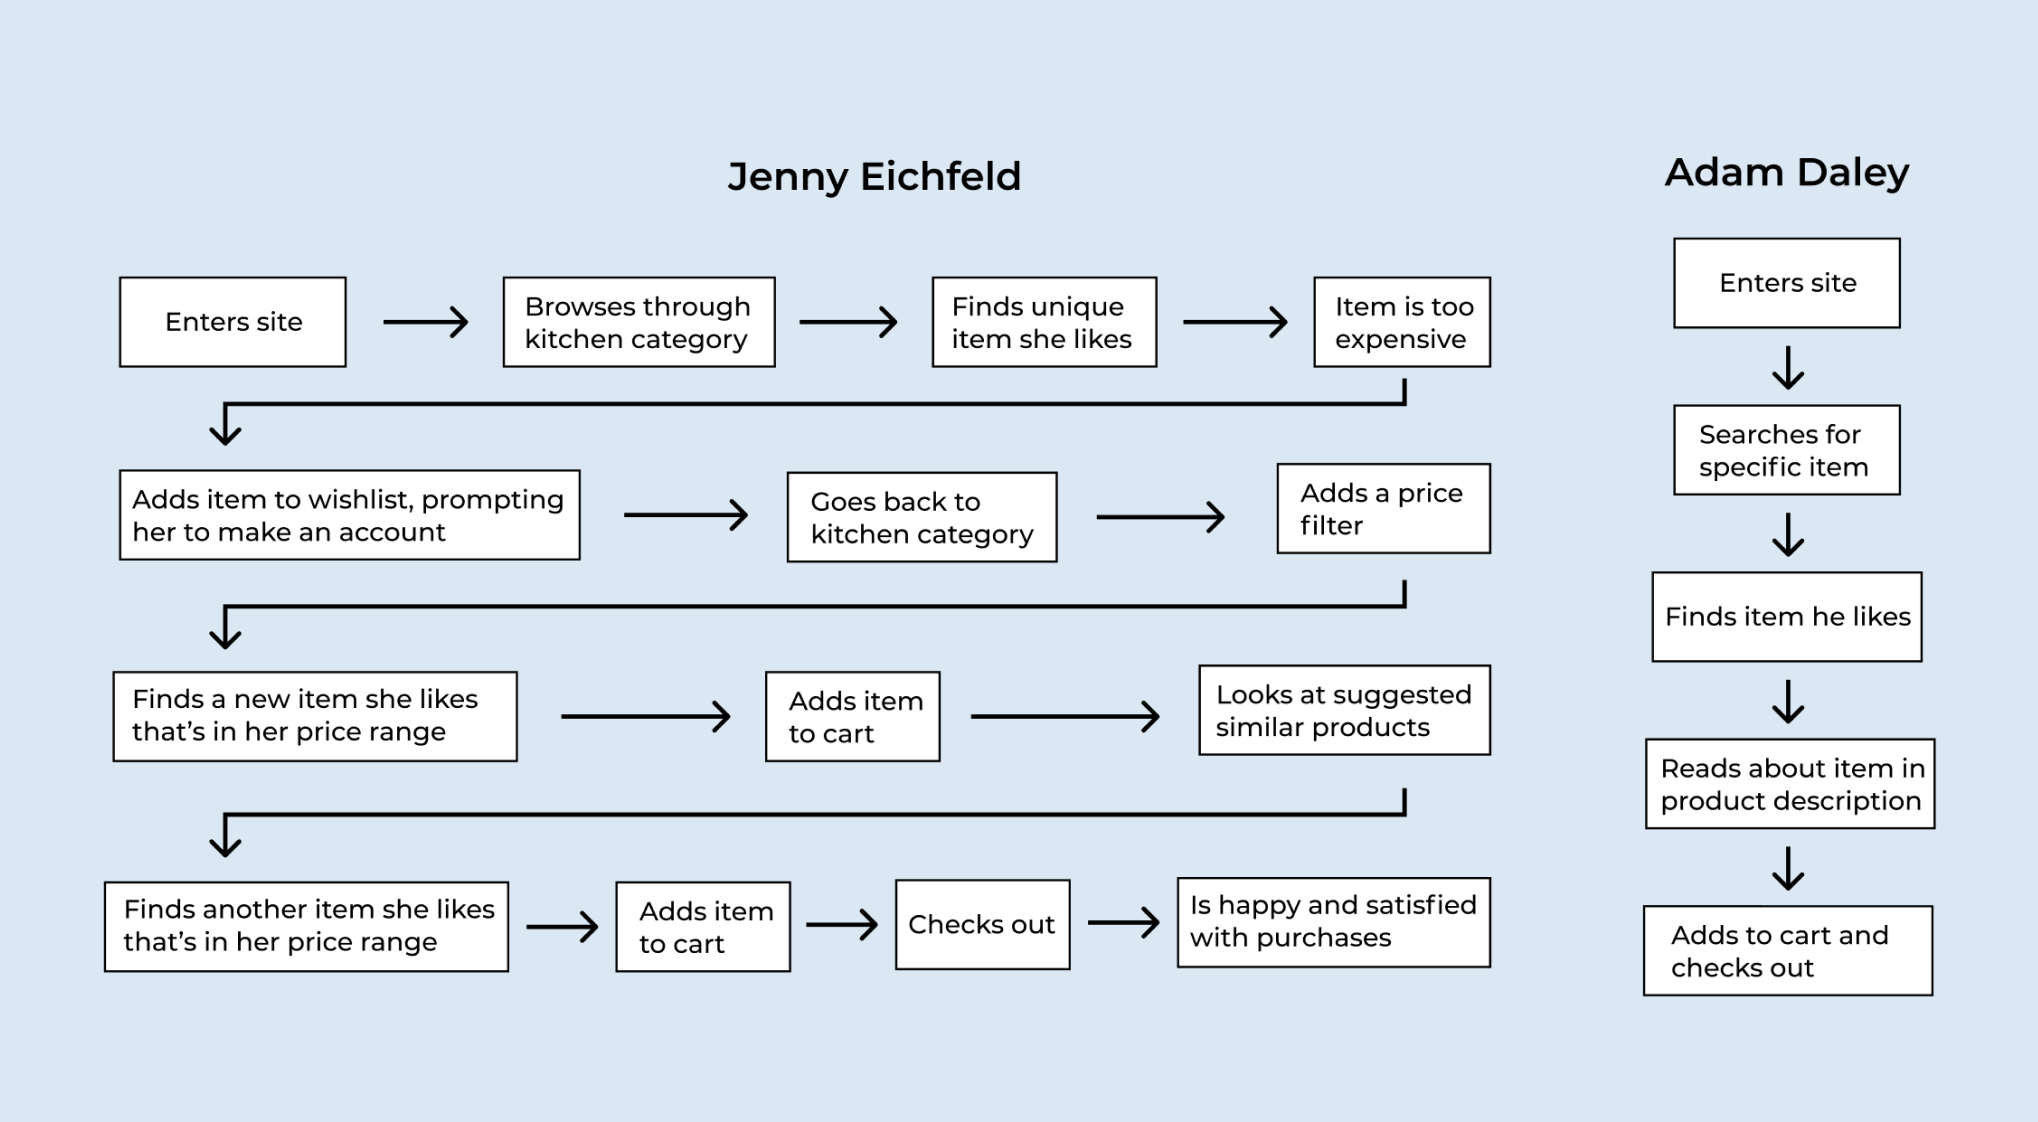 Jenny Eichfeld
Enters site
Browses through
kitchen category
Finds unique
item she likes
Item is too
expensive
Adds item to wishlist, prompting
her to make an account
Goes back to
kitchen category
Adds a price
filter
Finds a new item she likes
that’s in her price range
Adds item
to cart
Looks at suggested
similar products
Finds another item she likes
that’s in her price range
Adds item
to cart
Checks out
Is happy and satisfied
with purchases
Adam Daley
Enters site
Searches for
specific item
Finds item he likes
Reads about item in
product description
Adds to cart and
checks out